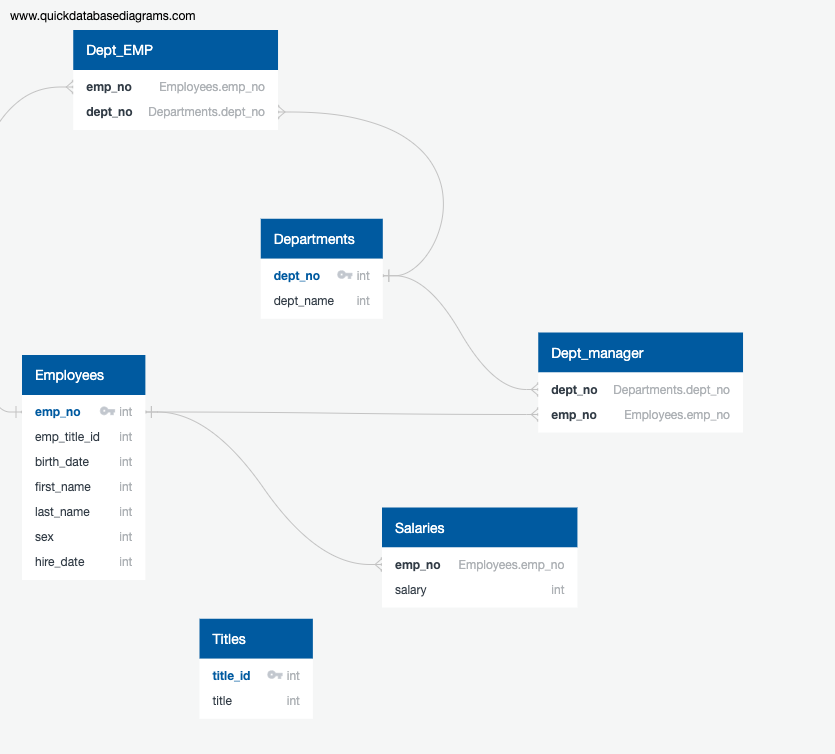 www.quickdatabasediagrams.com
Dept_EMP
emp_no Employees.emp_no
dept_no Departments.dept_no
Departments
dept_no int
dept_name int
Dept_manager
dept_no Departments.dept_no
emp_no Employees.emp_no
Employees
emp_no int
emp_title_id int
birth_date int
first_name int
last_name int
sex int
hire_date int
Salaries
emp_no Employees.emp_no
salary int
Titles
title_id int
title int